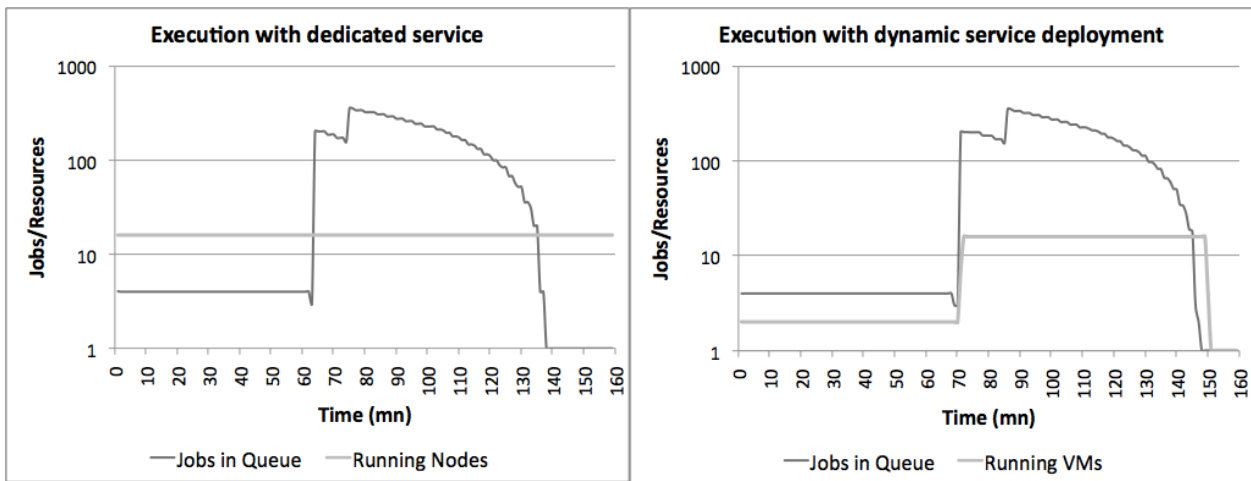 Execution with dedicated service
1000
100
10
1
Jobs/Resources
0 10 20 30 40 50 60 70 80 90 100 110 120 130 140 150 160
Time (mn)
Jobs in Queue Running Nodes
Execution with dynamic service deployment
1000
100
10
1
Jobs/Resources
0 10 20 30 40 50 60 70 80 90 100 110 120 130 140 150 160
Time (mn)
Jobs in Queue Running VMs